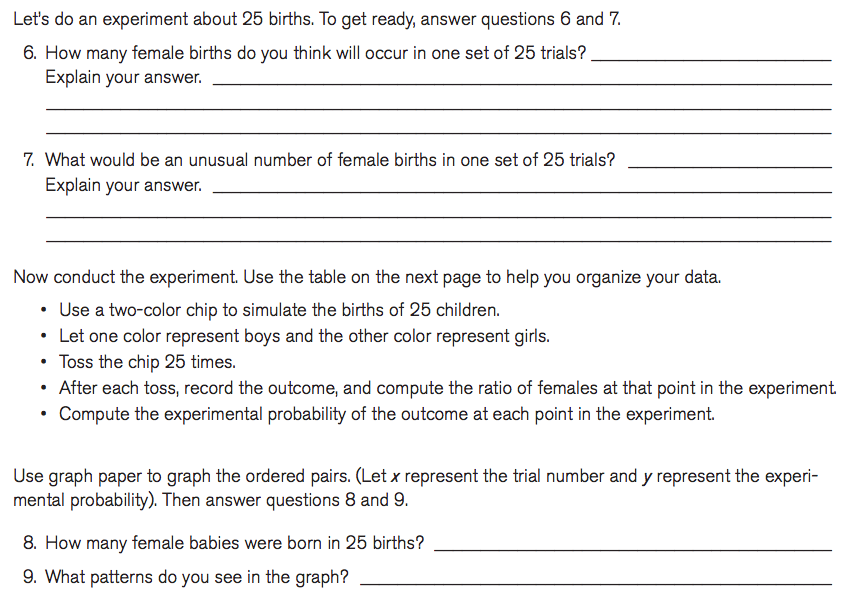 Let's do an experiment about 25 births. To get ready, answer questions 6 and 7.
6. How many female births do you think will occur in one set of 25 trials?
Explain your answer.
7. What would be an unusual number of female births in one set of 25 trials?
Explain your answer.
Now conduct the experiment. Use the table on the next page to help you organize your data.
• Use a two-color chip to simulate the births of 25 children.
• Let one color represent boys and the other color represent girls.
• Toss the chip 25 times.
• After each toss, record the outcome, and compute the ratio of females at that point in the experiment.
• Compute the experimental probability of the outcome at each point in the experiment.
Use graph paper to graph the ordered pairs. (Let x represent the trial number and y represent the experi-
mental probability). Then answer questions 8 and 9.
8. How many female babies were born in 25 births?
9. What patterns do you see in the graph?